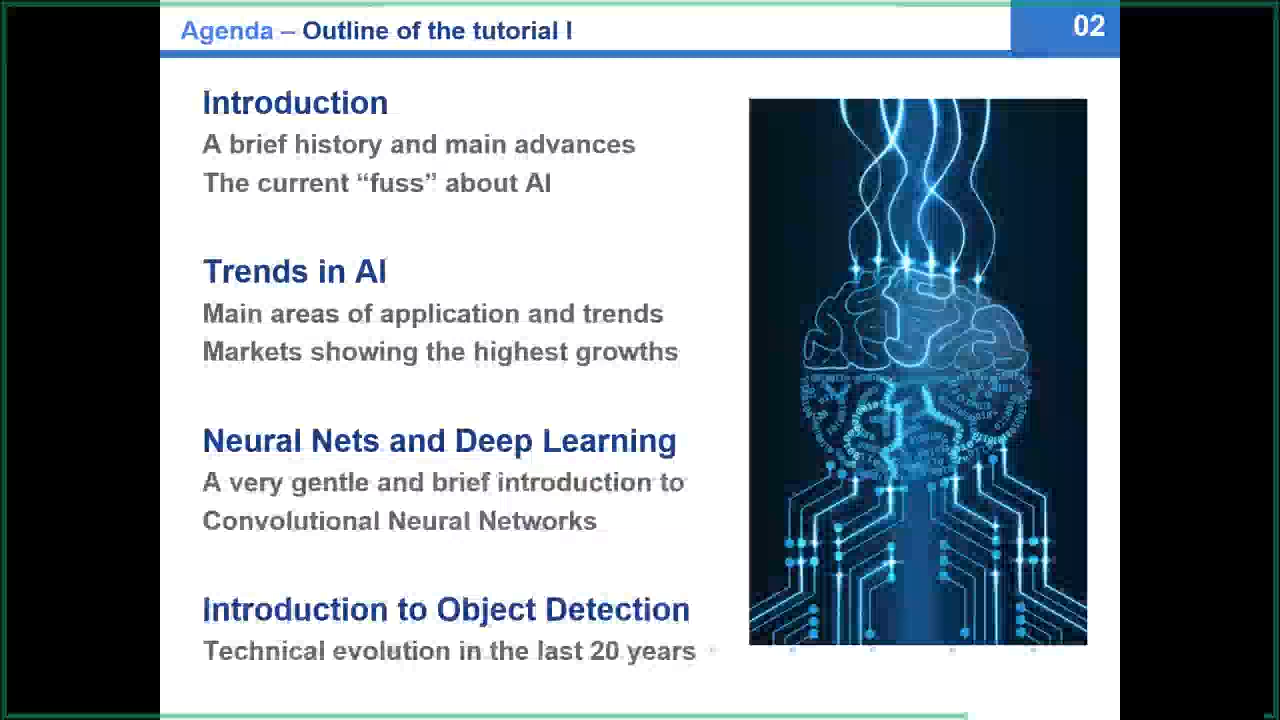 Agenda – Outline of the tutorial I
02
Introduction
A brief history and main advances
The current “fuss” about AI
Trends in AI
Main areas of application and trends
Markets showing the highest growths
Neural Nets and Deep Learning
A very gentle and brief introduction to
Convolutional Neural Networks
Introduction to Object Detection
Technical evolution in the last 20 years